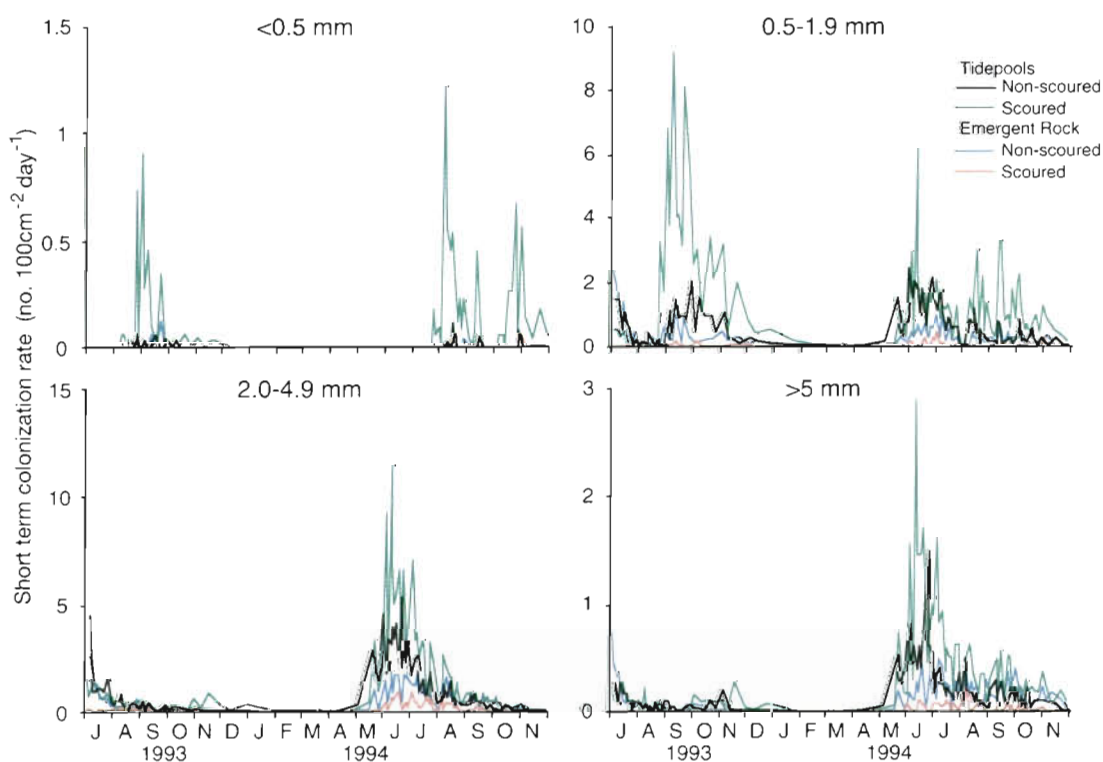 <0.5 mm
1.5
1
0.5
0
0.5-1.9 mm
10
8
6
4
2
0
Tidepools
Non-scoured
Scoured
Emergent Rock
Non-scoured
Scoured
Short term colonization rate (no. 100cm⁻² day⁻¹)
2.0-4.9 mm
15
10
5
0
J A S O N D J F M A M J J A S O N
1993 1994
>5 mm
3
2
1
0
J A S O N D J F M A M J J A S O N
1993 1994